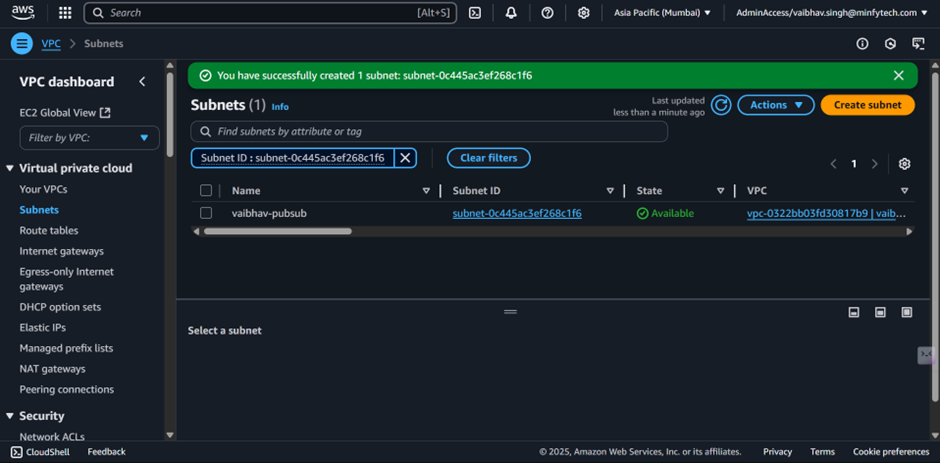 aws
Search [Alt+S] Asia Pacific (Mumbai) AdminAccess/vaibhav.singh@minfytech.com
VPC > Subnets
VPC dashboard
EC2 Global View
Filter by VPC:
Virtual private cloud
Your VPCs
Subnets
Route tables
Internet gateways
Egress-only Internet
gateways
DHCP option sets
Elastic IPs
Managed prefix lists
NAT gateways
Peering connections
Security
Network ACLs
You have successfully created 1 subnet: subnet-0c445ac3ef268c1f6
Subnets (1) Info
Last updated
less than a minute ago
Actions
Create subnet
Find subnets by attribute or tag
Subnet ID : subnet-0c445ac3ef268c1f6
Clear filters
1
Name Subnet ID State VPC
vaibhav-pubsub subnet-0c445ac3ef268c1f6 Available vpc-0322bb03fd30817b9 | vaib...
Select a subnet
CloudShell Feedback © 2025, Amazon Web Services, Inc. or its affiliates. Privacy Terms Cookie preferences